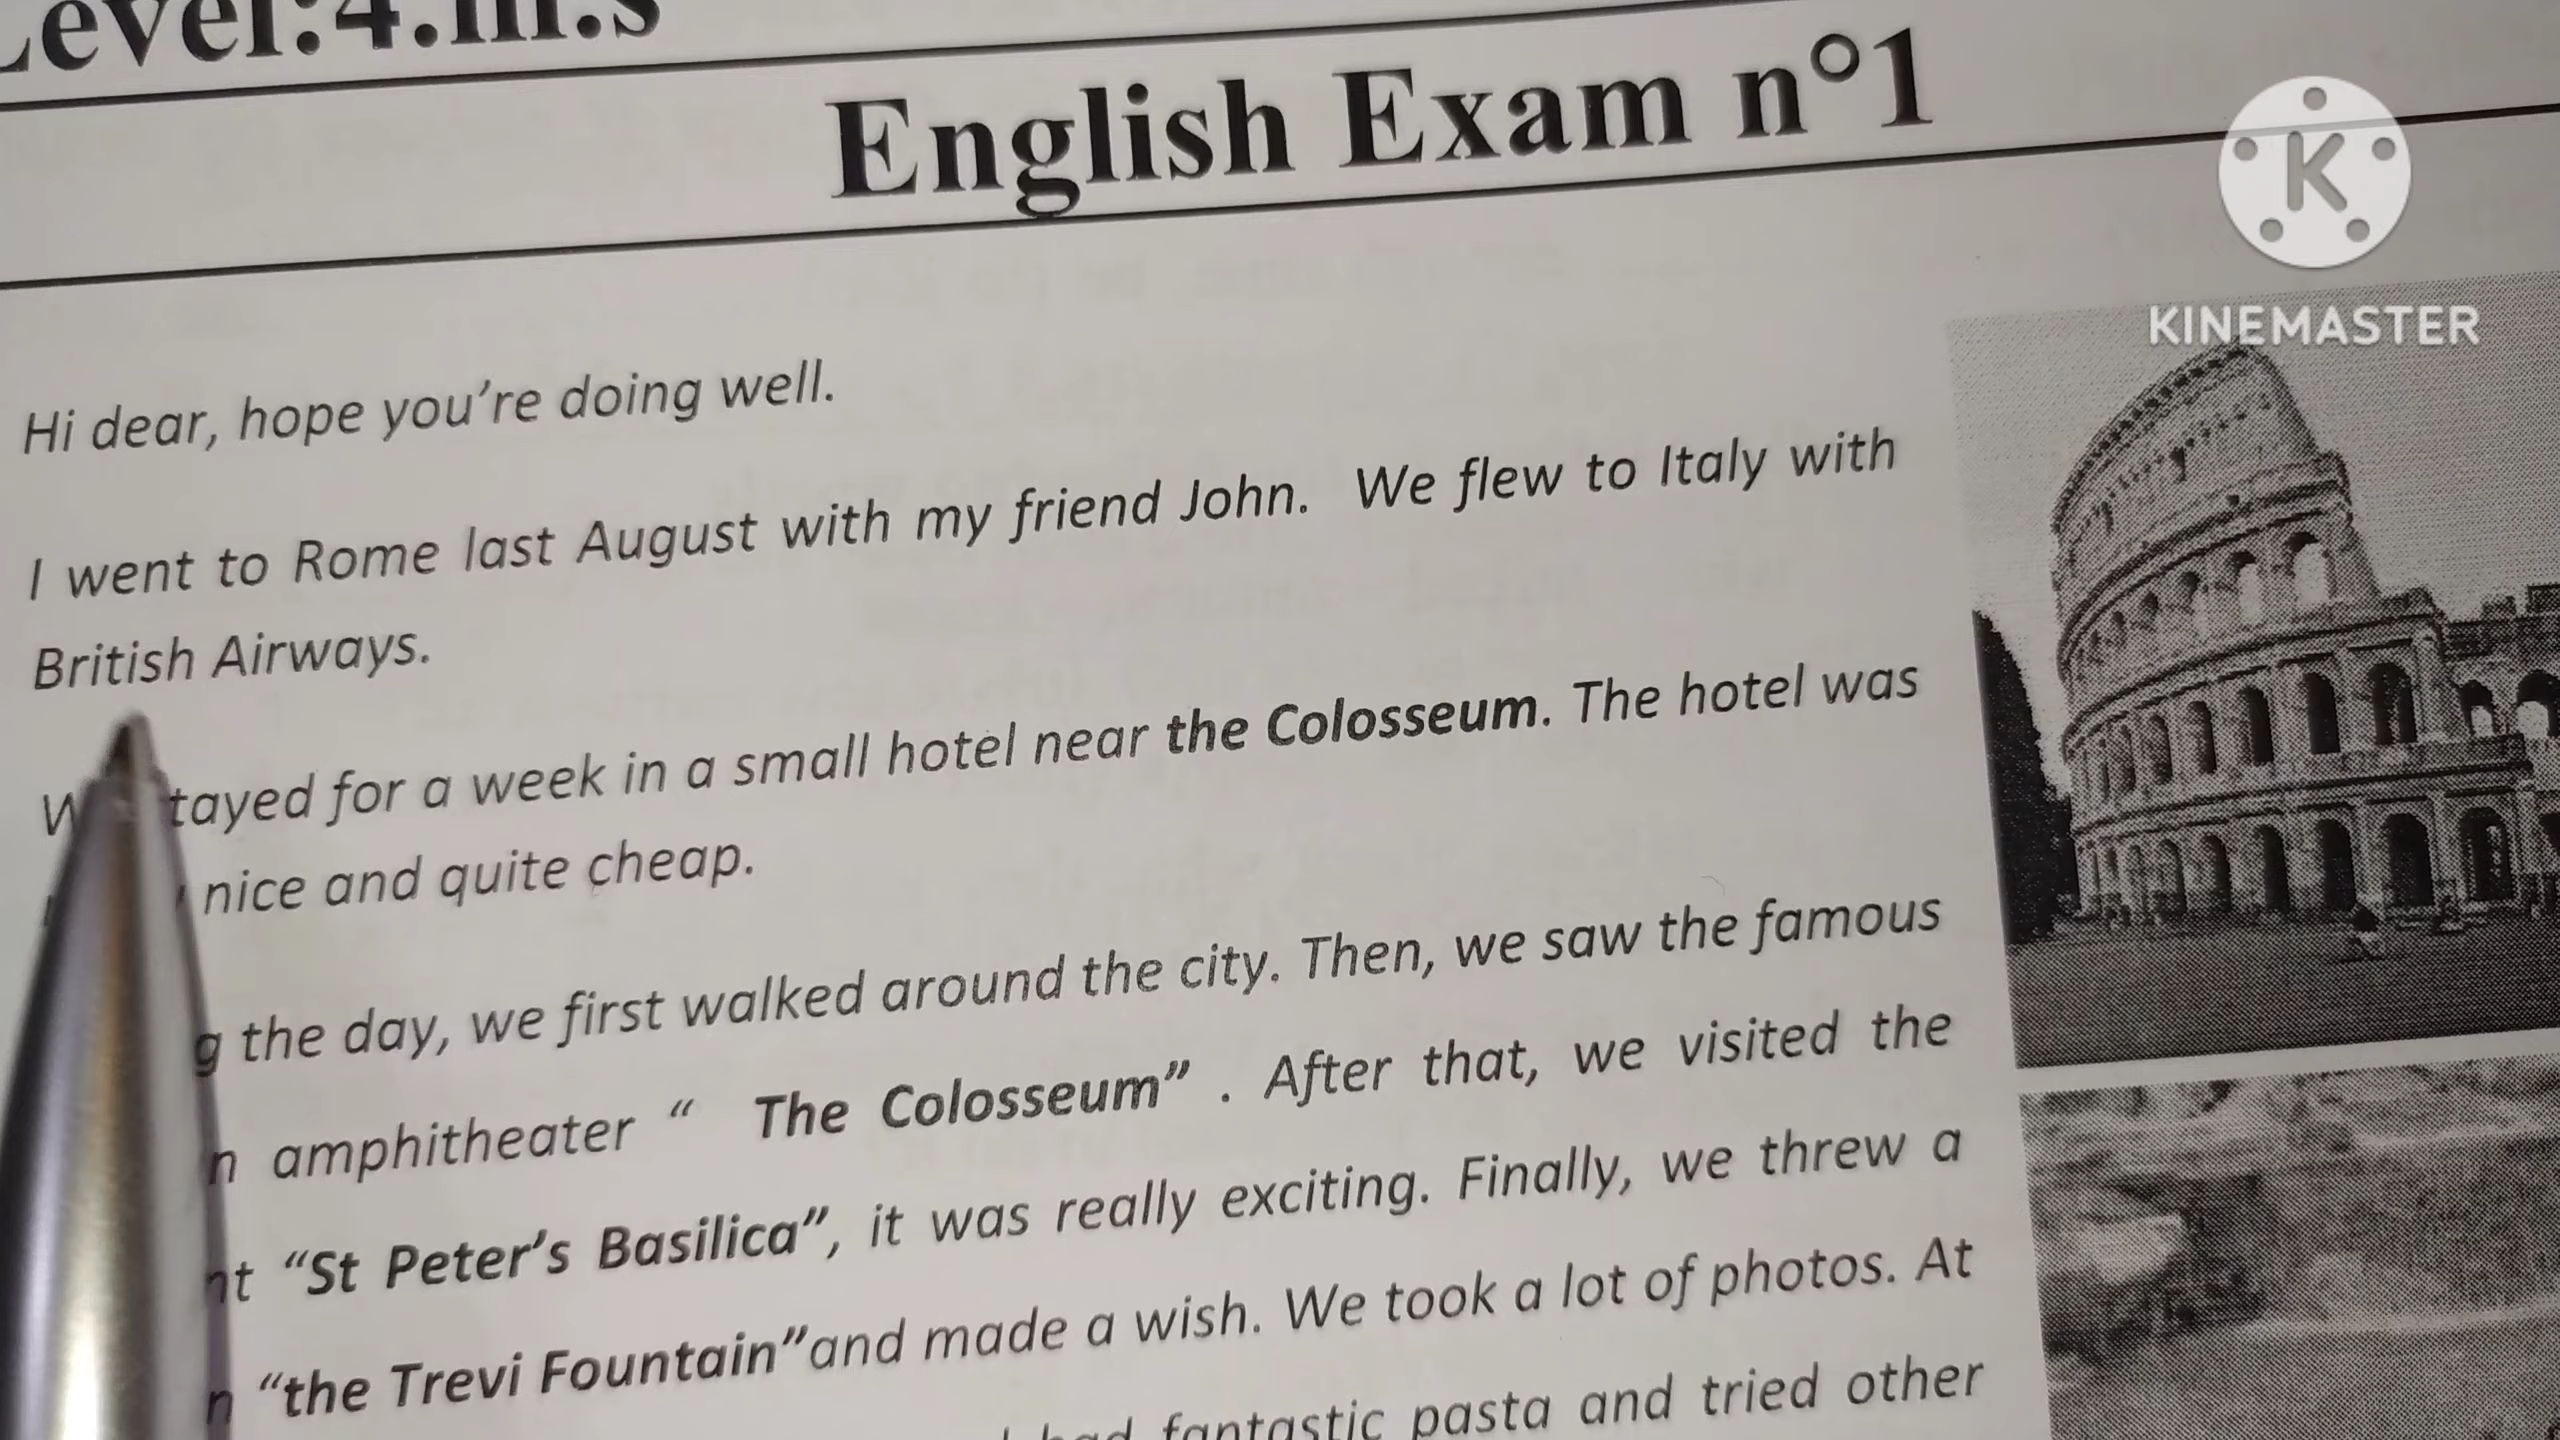 Level:4.m.s
English Exam n°1
K
KINEMASTER
Hi dear, hope you're doing well.
I went to Rome last August with my friend John. We flew to Italy with
British Airways.
tayed for a week in a small hotel near the Colosseum. The hotel was
nice and quite cheap.
g the day, we first walked around the city. Then, we saw the famous
n amphitheater “ The Colosseum” . After that, we visited the
nt “St Peter’s Basilica”, it was really exciting. Finally, we threw a
n “the Trevi Fountain”and made a wish. We took a lot of photos. At
had fantastic pasta and tried other